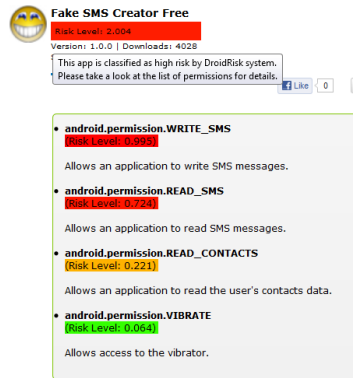 Fake SMS Creator Free
Risk Level: 2.004
Version: 1.0.0 | Downloads: 4028
This app is classified as high risk by DroidRisk system.
Please take a look at the list of permissions for details.
Like 0
• android.permission.WRITE_SMS
(Risk Level: 0.995)
Allows an application to write SMS messages.
• android.permission.READ_SMS
(Risk Level: 0.724)
Allows an application to read SMS messages.
• android.permission.READ_CONTACTS
(Risk Level: 0.221)
Allows an application to read the user's contacts data.
• android.permission.VIBRATE
(Risk Level: 0.064)
Allows access to the vibrator.